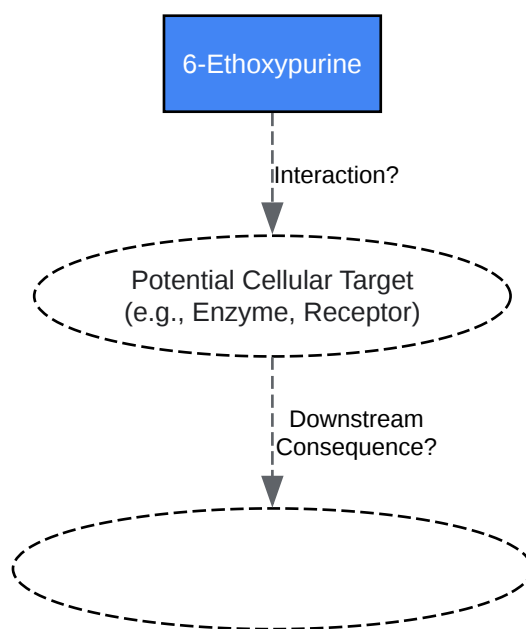 6-Ethoxypurine
Interaction?
Potential Cellular Target
(e.g., Enzyme, Receptor)
Downstream
Consequence?